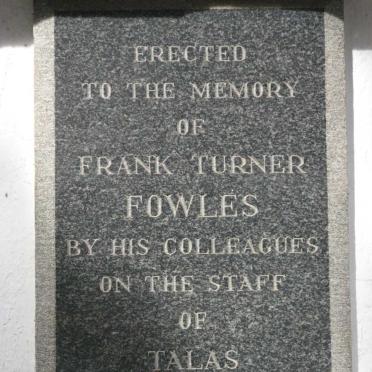 ERECTED
TO THE MEMORY
OF
FRANK TURNER
FOWLES
BY HIS COLLEAGUES
ON THE STAFF
OF
TALAS